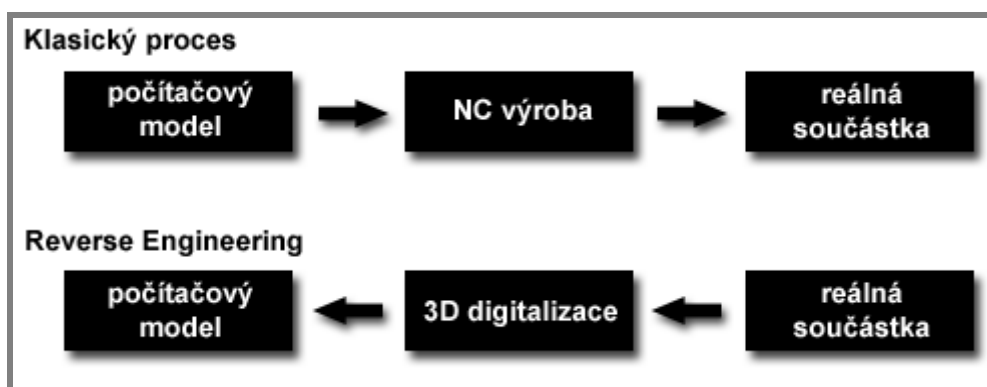 Klasický proces
počítačový
model
NC výroba
reálná
součástka
Reverse Engineering
počítačový
model
3D digitalizace
reálná
součástka